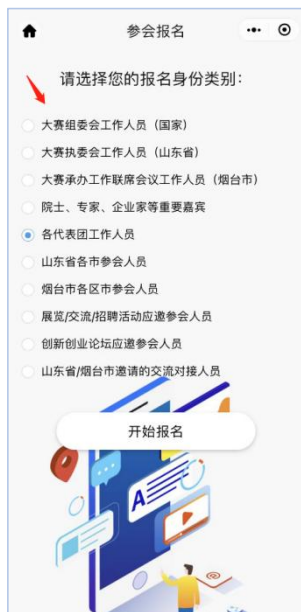 参会报名
请选择您的报名身份类别：
大赛组委会工作人员（国家）
大赛执委会工作人员（山东省）
大赛承办工作联席会议工作人员（烟台市）
院士、专家、企业家等重要嘉宾
各代表团工作人员
山东省各市参会人员
烟台市各区市参会人员
展览/交流/招聘活动应邀参会人员
创新创业论坛应邀参会人员
山东省/烟台市邀请的交流对接人员
开始报名
A